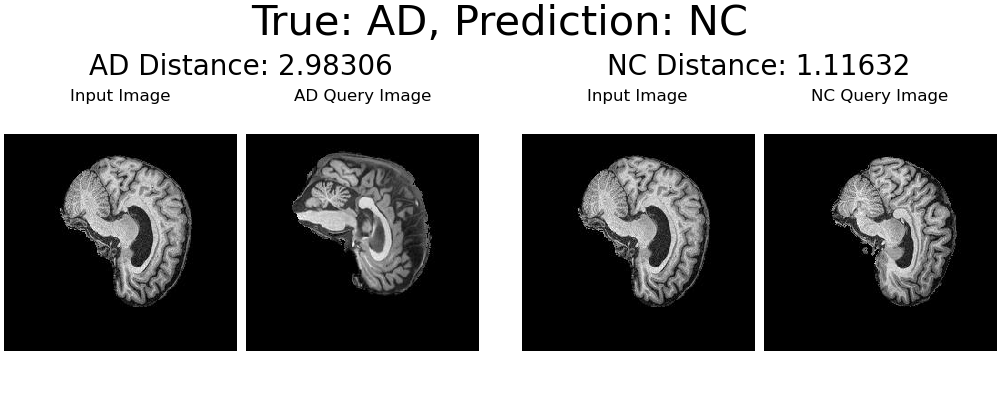 True: AD, Prediction: NC
AD Distance: 2.98306
NC Distance: 1.11632
Input Image
AD Query Image
Input Image
NC Query Image